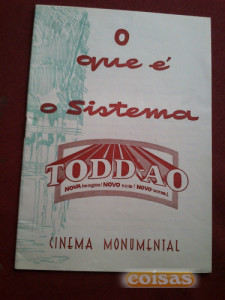 O
que é
o Sistema
TODD-AO
NOVA imagem! NOVO som! NOVO écran!
CINEMA MONUMENTAL
coisas